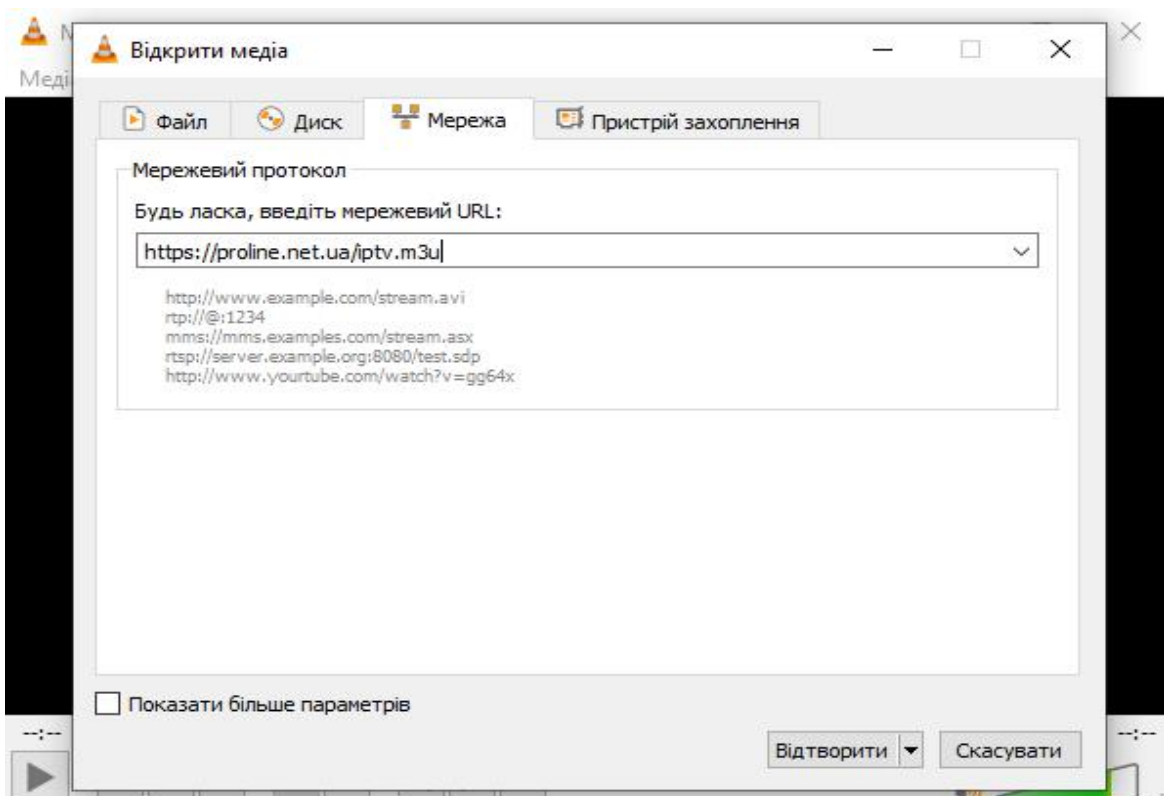 Відкрити медіа
Меді
Файл Диск Мережа Пристрій захоплення
Мережевий протокол
Будь ласка, введіть мережевий URL:
https://proline.net.ua/iptv.m3u
http://www.example.com/stream.avi
rtp://@:1234
mms://mms.examples.com/stream.asx
rtsp://server.example.org:8080/test.sdp
http://www.yourtube.com/watch?v=gg64x
Показати більше параметрів
--:-- --:--
Відтворити Скасувати